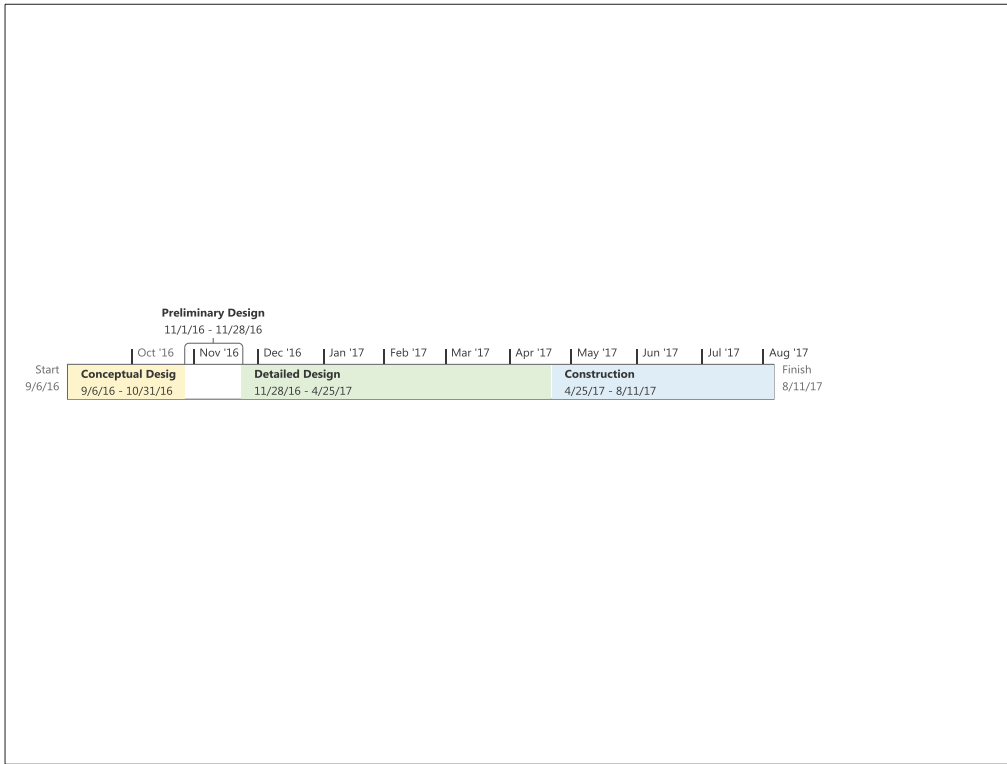 Preliminary Design
11/1/16 - 11/28/16
Oct '16 Nov '16 Dec '16 Jan '17 Feb '17 Mar '17 Apr '17 May '17 Jun '17 Jul '17 Aug '17
Start
9/6/16
Conceptual Desig
9/6/16 - 10/31/16
Detailed Design
11/28/16 - 4/25/17
Construction
4/25/17 - 8/11/17
Finish
8/11/17